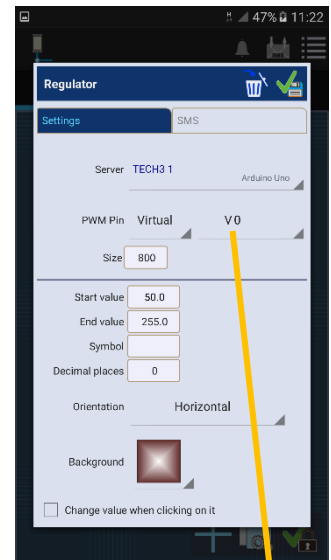 47% 11:22
Regulator
Settings SMS
Server TECH3 1 Arduino Uno
PWM Pin Virtual V0
Size 800
Start value 50.0
End value 255.0
Symbol
Decimal places 0
Orientation Horizontal
Background
Change value when clicking on it